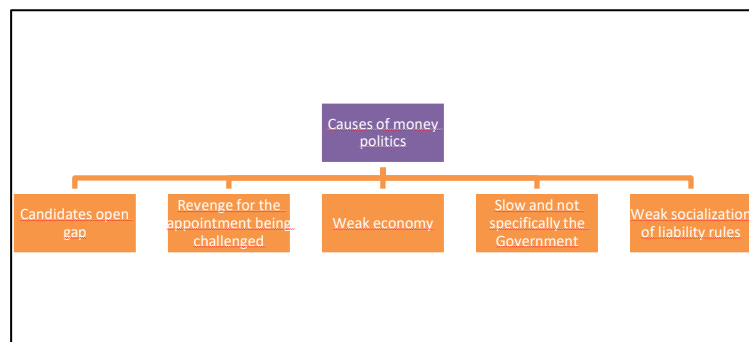 Causes of money
politics
Candidates open
gap
Revenge for the
appointment being
challenged
Weak economy
Slow and not
specifically the
Government
Weak socialization
of liability rules